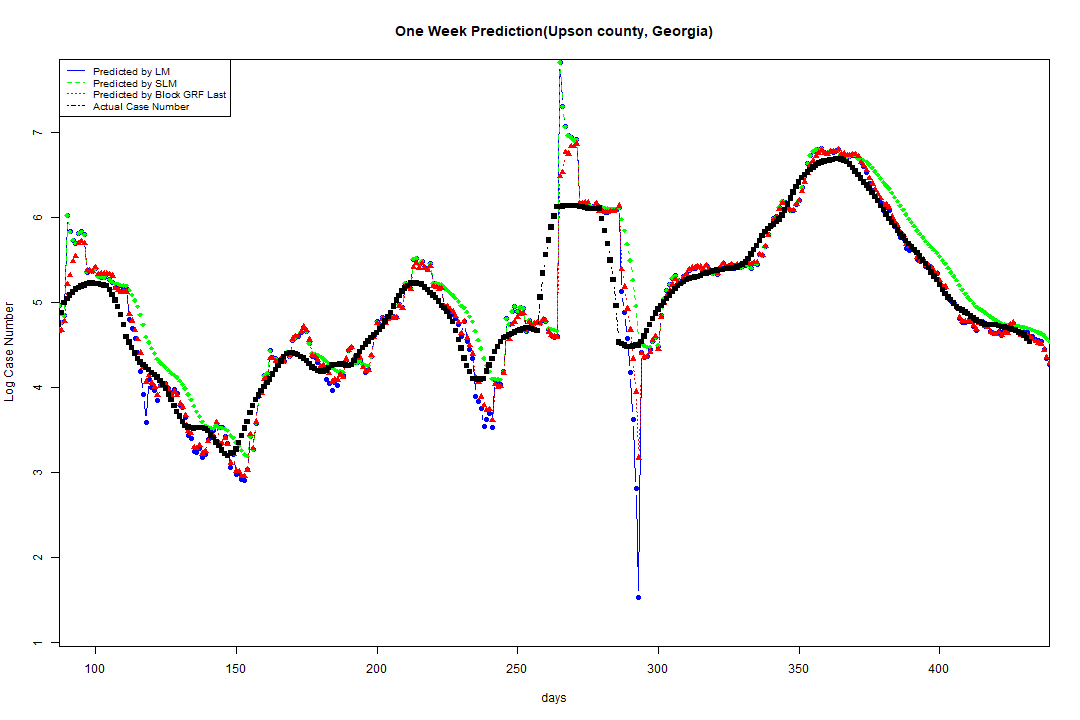 One Week Prediction(Upson county, Georgia)
Predicted by LM
Predicted by SLM
Predicted by Block GRF Last
Actual Case Number
Log Case Number
7
6
5
4
3
2
1
100 150 200 250 300 350 400
days